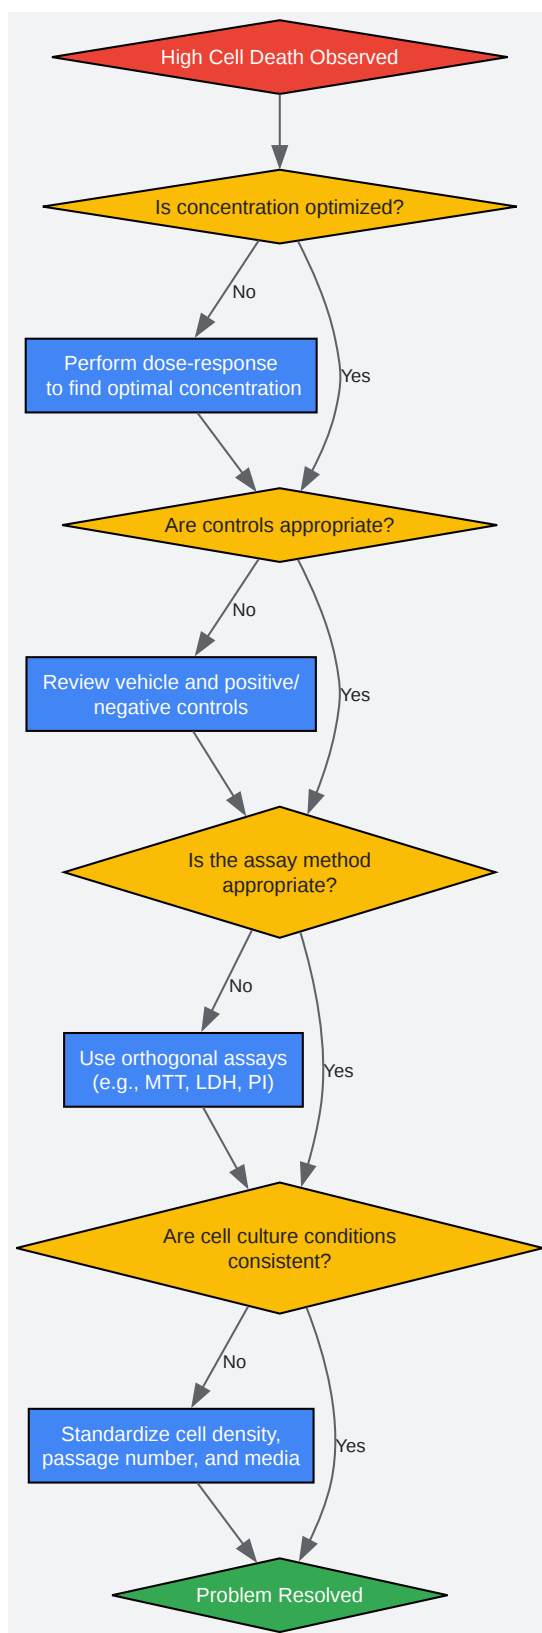 High Cell Death Observed
Is concentration optimized?
No
Perform dose-response
to find optimal concentration
Yes
Are controls appropriate?
No
Review vehicle and positive/
negative controls
Yes
Is the assay method
appropriate?
No
Use orthogonal assays
(e.g., MTT, LDH, PI)
Yes
Are cell culture conditions
consistent?
No
Standardize cell density,
passage number, and media
Yes
Problem Resolved